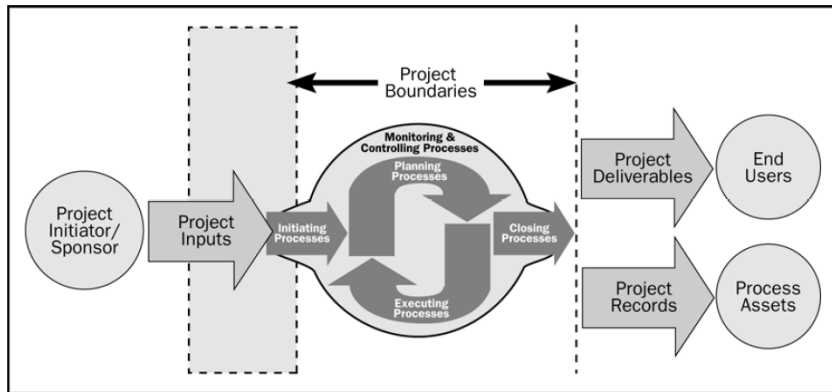 Project
Boundaries
Monitoring &
Controlling Processes
Planning
Processes
Project
Initiator/
Sponsor
Project
Inputs
Initiating
Processes
Closing
Processes
Executing
Processes
Project
Deliverables
End
Users
Project
Records
Process
Assets